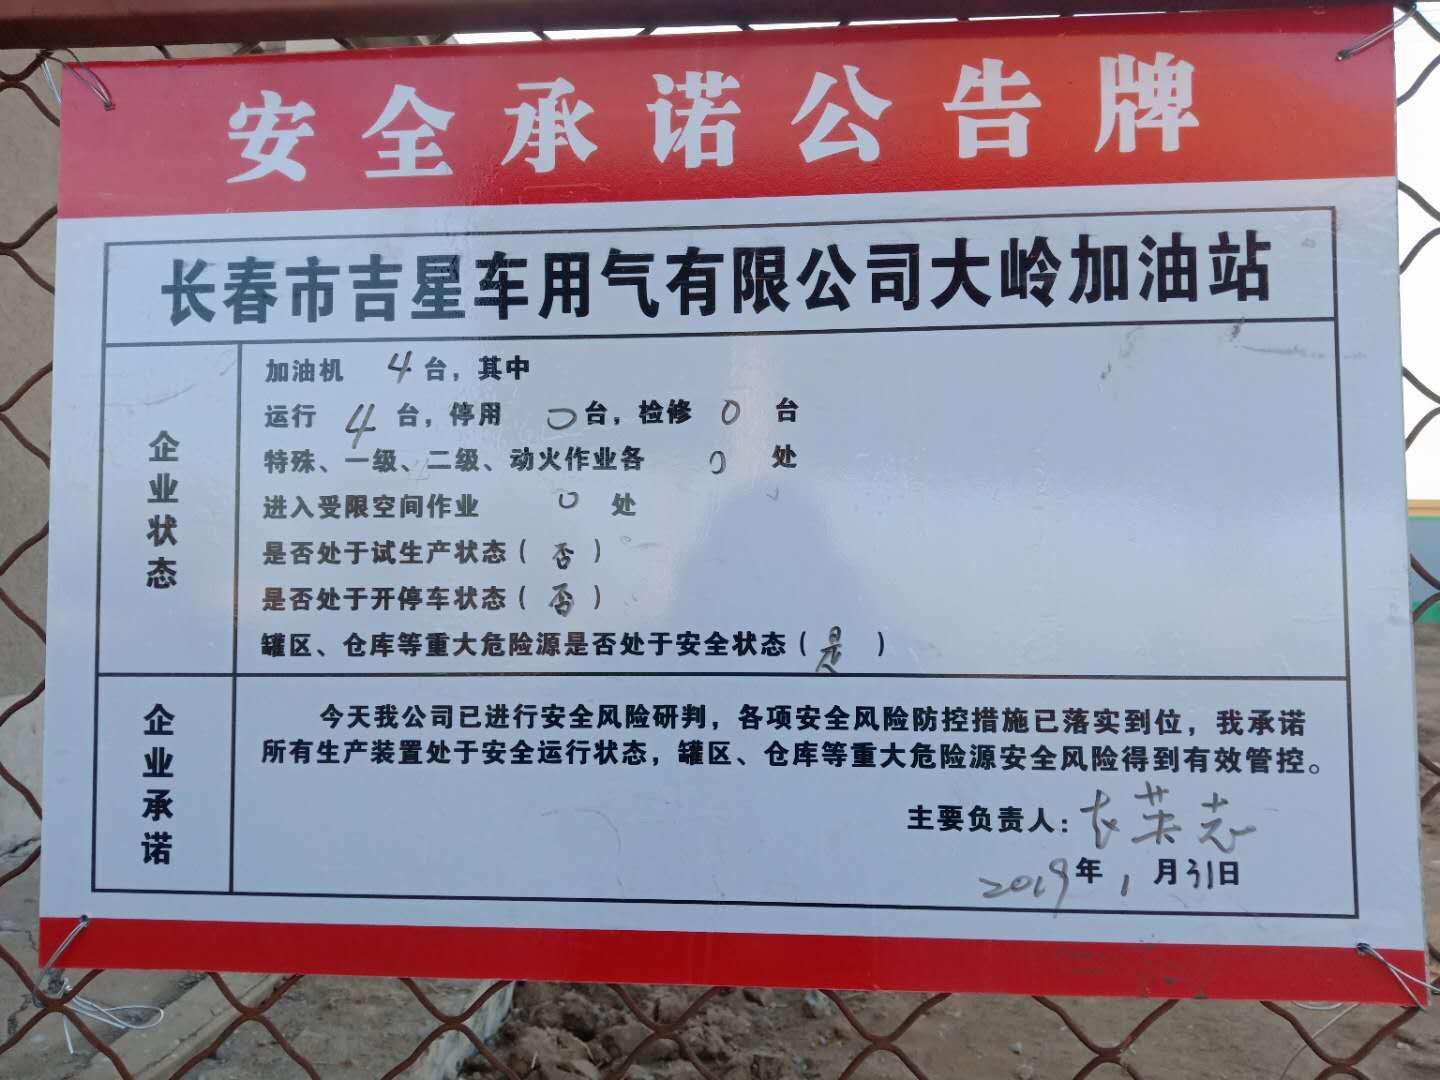 安全承诺公告牌
长春市吉星车用气有限公司大岭加油站
企业状态
加油机 4 台，其中
运行 4 台，停用 0 台，检修 0 台
特殊、一级、二级、动火作业各 0 处
进入受限空间作业 0 处
是否处于试生产状态（否）
是否处于开停车状态（否）
罐区、仓库等重大危险源是否处于安全状态（是）
企业承诺
今天我公司已进行安全风险研判，各项安全风险防控措施已落实到位，我承诺
所有生产装置处于安全运行状态，罐区、仓库等重大危险源安全风险得到有效管控。
主要负责人：长荣志
2019年1月31日